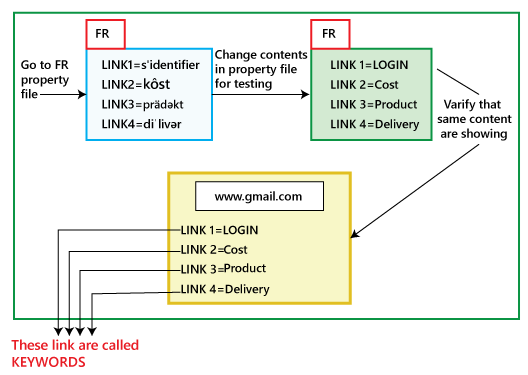 FR
LINK1=s'identifier
LINK2=kôst
LINK3=prädəkt
LINK4=diˈlivər
Go to FR
property
file
Change contents
in property file
for testing
FR
LINK 1=LOGIN
LINK 2=Cost
LINK 3=Product
LINK 4=Delivery
Varify that
same content
are showing
www.gmail.com
LINK 1=LOGIN
LINK 2=Cost
LINK 3=Product
LINK 4=Delivery
These link are called
KEYWORDS